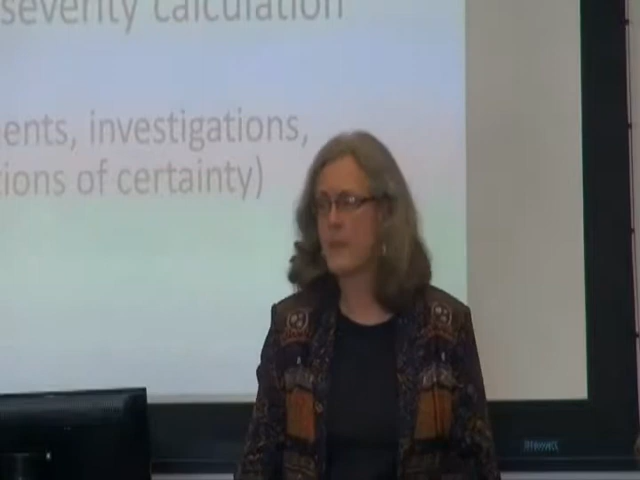 severity calculation
ents, investigations,
ions of certainty)